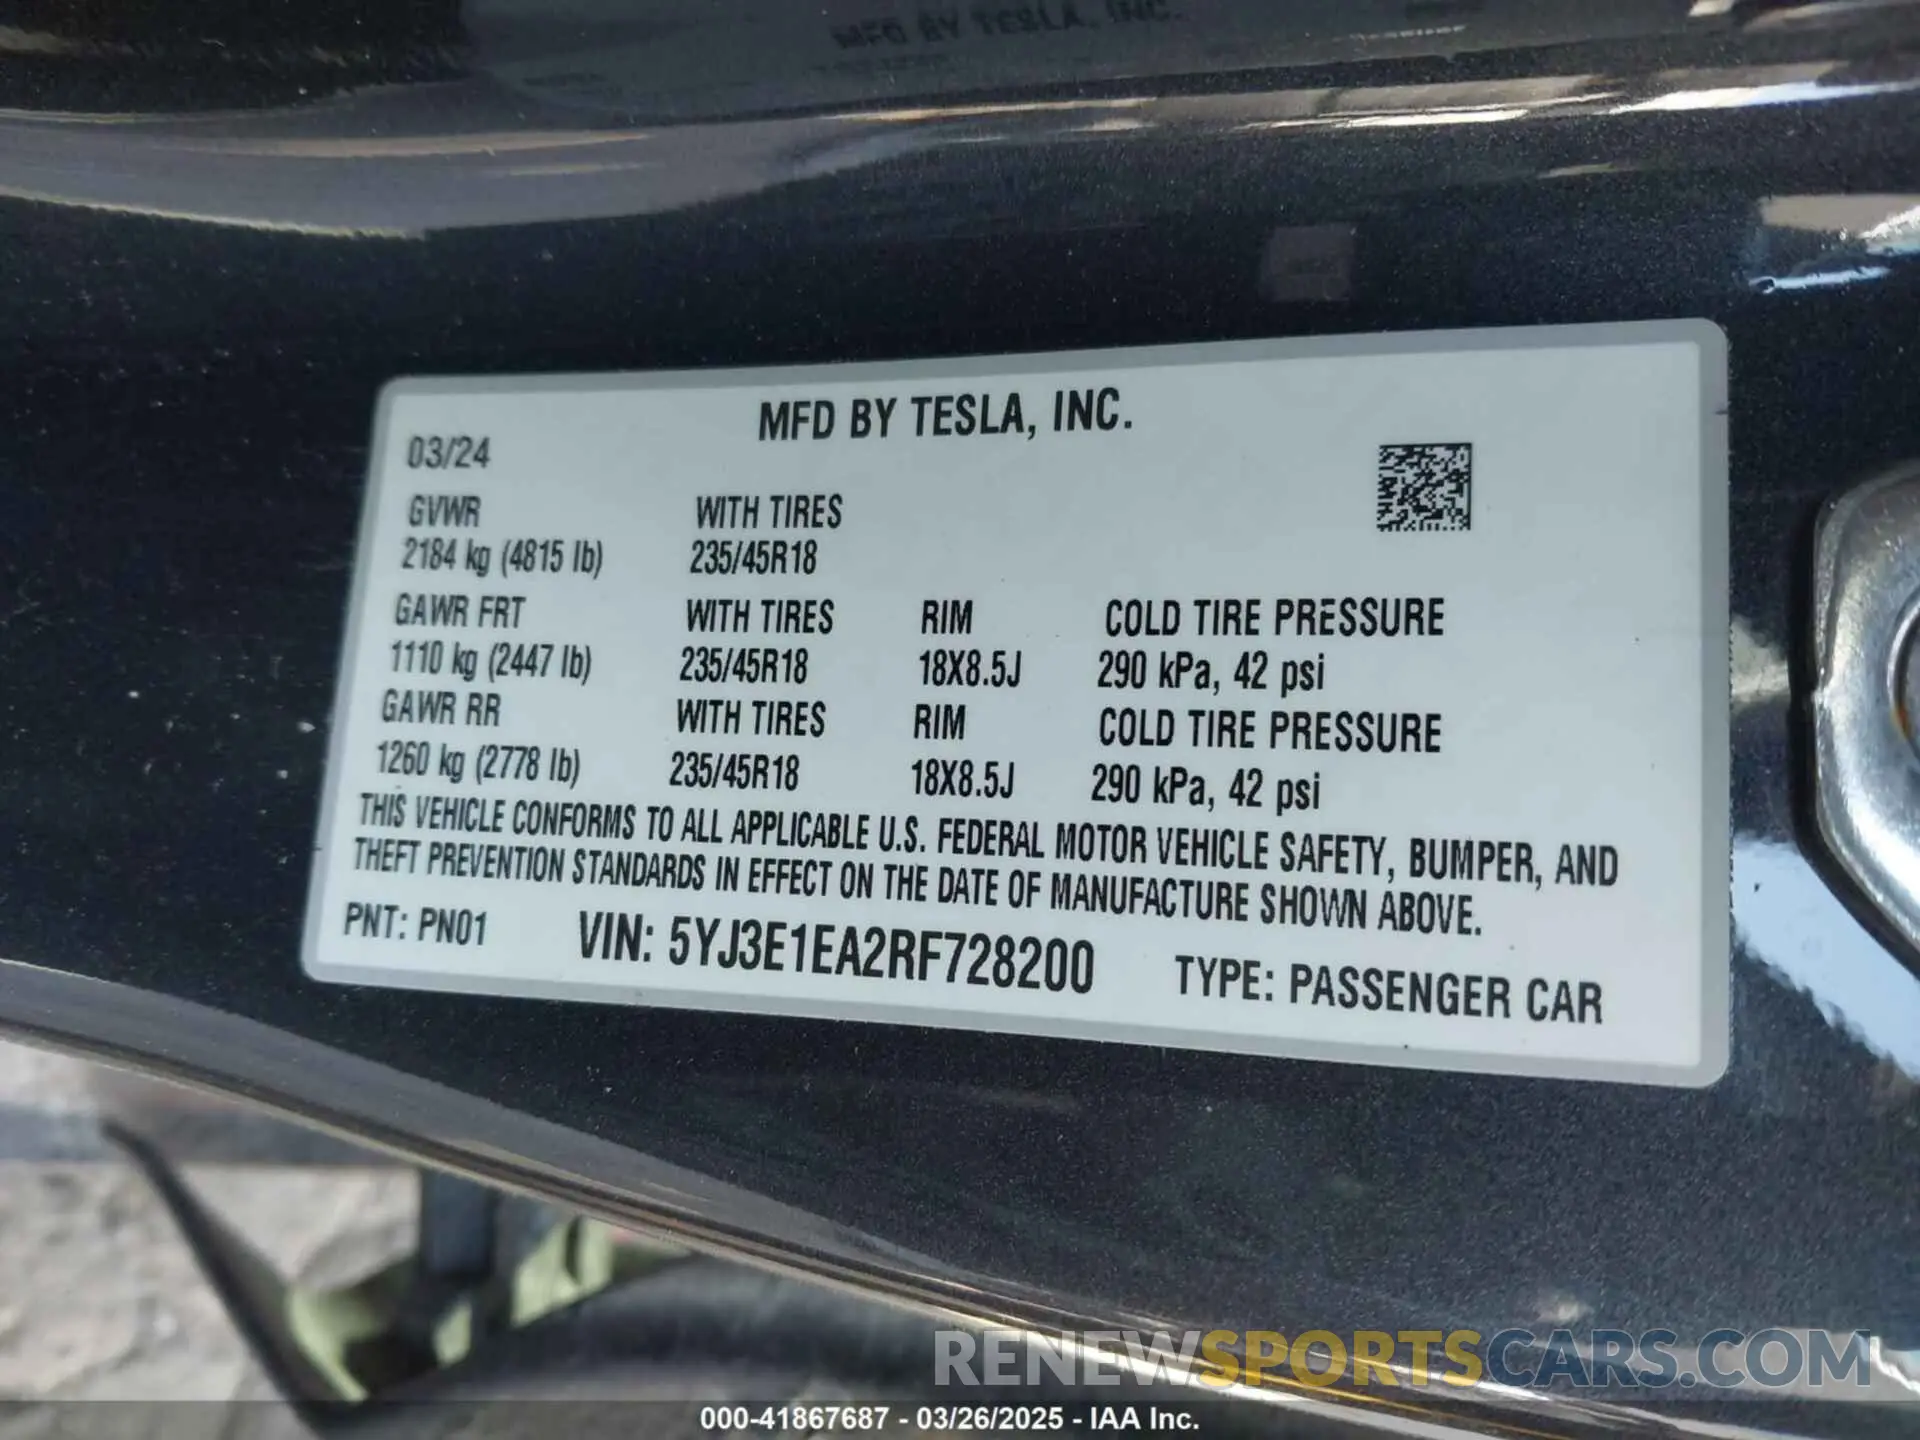 MFD BY TESLA, INC.
MFD BY TESLA, INC.
03/24
GVWR WITH TIRES
2184 kg (4815 lb) 235/45R18
GAWR FRT WITH TIRES RIM COLD TIRE PRESSURE
1110 kg (2447 lb) 235/45R18 18X8.5J 290 kPa, 42 psi
GAWR RR WITH TIRES RIM COLD TIRE PRESSURE
1260 kg (2778 lb) 235/45R18 18X8.5J 290 kPa, 42 psi
THIS VEHICLE CONFORMS TO ALL APPLICABLE U.S. FEDERAL MOTOR VEHICLE SAFETY, BUMPER, AND
THEFT PREVENTION STANDARDS IN EFFECT ON THE DATE OF MANUFACTURE SHOWN ABOVE.
PNT: PN01 VIN: 5YJ3E1EA2RF728200 TYPE: PASSENGER CAR
RENEWSPORTSCARS.COM
000-41867687 - 03/26/2025 - IAA Inc.